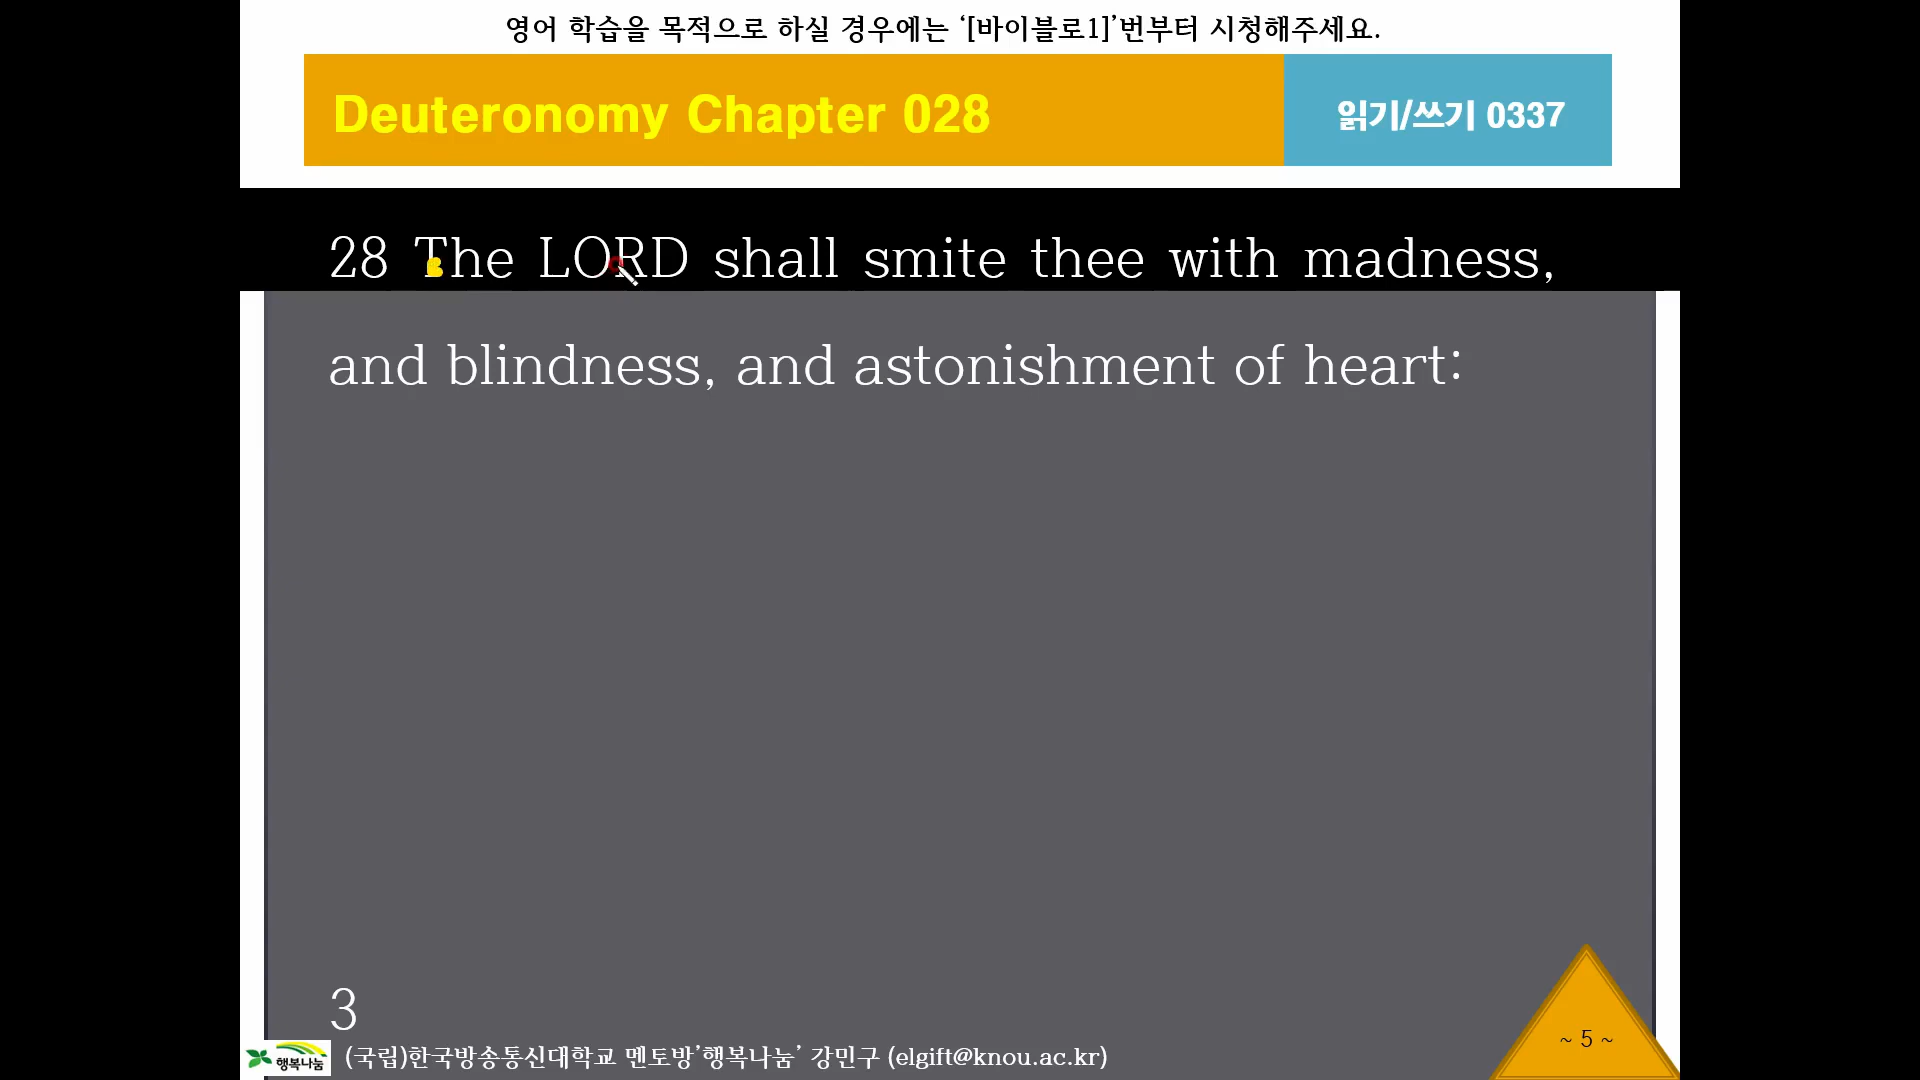 영어 학습을 목적으로 하실 경우에는 ‘[바이블로1]’번부터 시청해주세요.
Deuteronomy Chapter 028
읽기/쓰기 0337
28 The LORD shall smite thee with madness,
and blindness, and astonishment of heart:
3
행복나눔 (국립)한국방송통신대학교 멘토방’행복나눔’ 강민구 (elgift@knou.ac.kr)
~ 5 ~